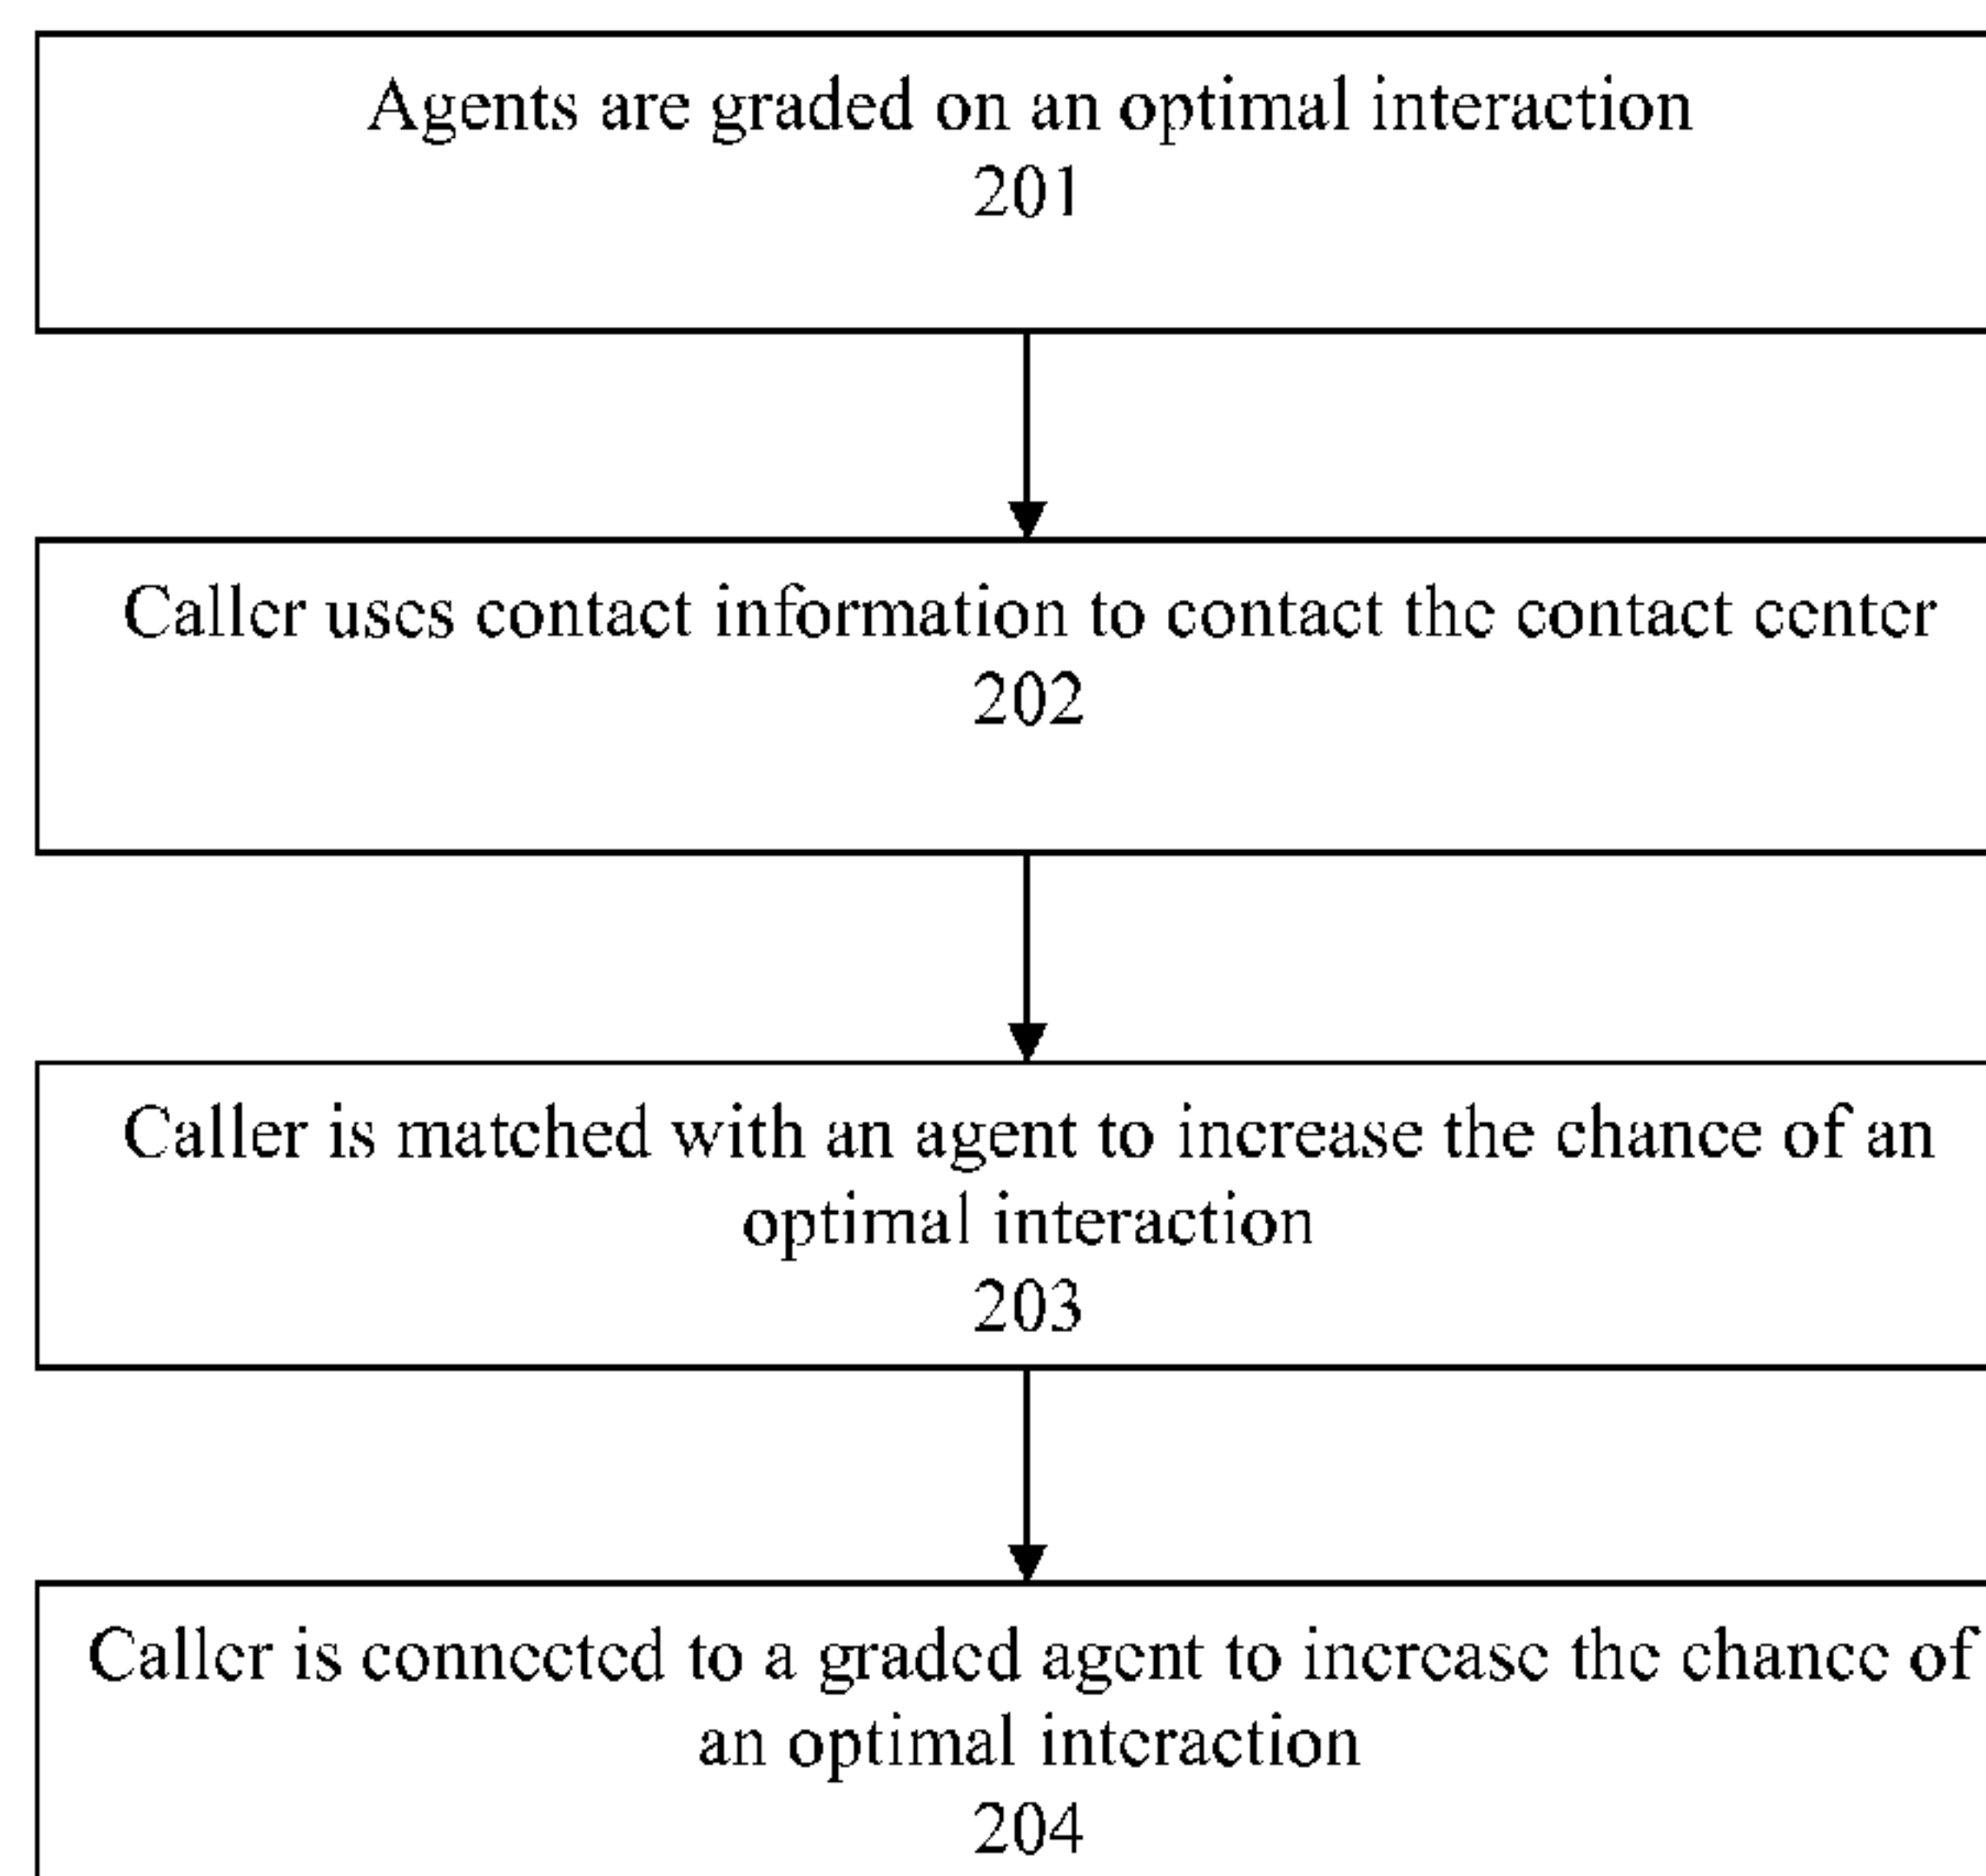 Agents are graded on an optimal interaction
201
Caller uses contact information to contact the contact center
202
Caller is matched with an agent to increase the chance of an
optimal interaction
203
Caller is connected to a graded agent to increase the chance of
an optimal interaction
204